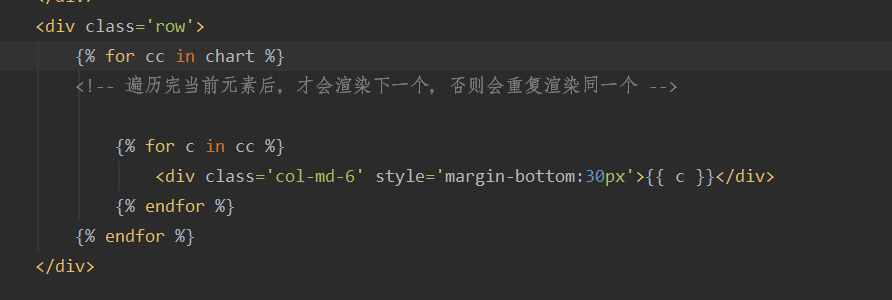 </div>
<div class='row'>
{% for cc in chart %}
<!-- 遍历完当前元素后，才会渲染下一个，否则会重复渲染同一个 -->
{% for c in cc %}
<div class='col-md-6' style='margin-bottom:30px'>{{ c }}</div>
{% endfor %}
{% endfor %}
</div>